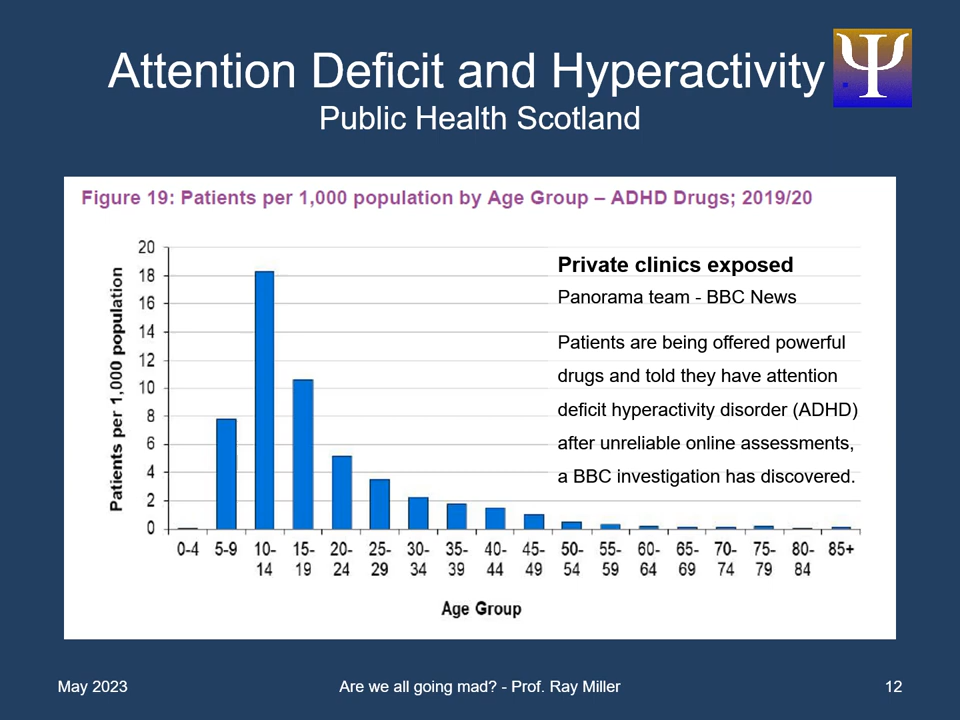 Attention Deficit and Hyperactivity .
Public Health Scotland
Ψ
Figure 19: Patients per 1,000 population by Age Group – ADHD Drugs; 2019/20
Patients per 1,000 population
20
18
16
14
12
10
8
6
4
2
0
Private clinics exposed
Panorama team - BBC News
Patients are being offered powerful
drugs and told they have attention
deficit hyperactivity disorder (ADHD)
after unreliable online assessments,
a BBC investigation has discovered.
0-4 5-9 10- 15- 20- 25- 30- 35- 40- 45- 50- 55- 60- 65- 70- 75- 80- 85+
14 19 24 29 34 39 44 49 54 59 64 69 74 79 84
Age Group
May 2023 Are we all going mad? - Prof. Ray Miller 12